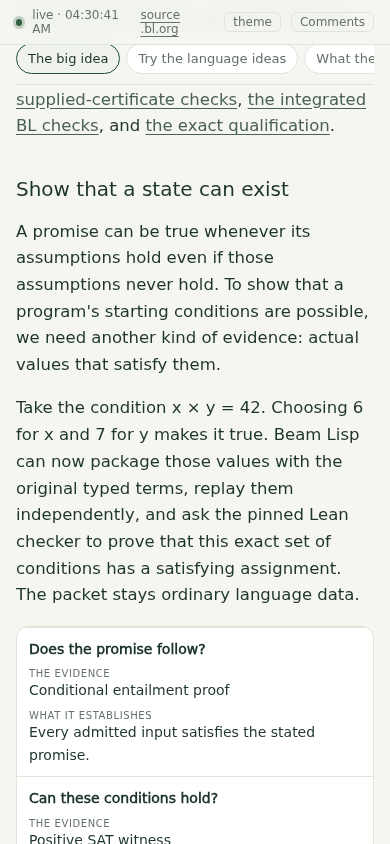 live · 04:30:41 AM
source .bl.org
theme
Comments
The big idea
Try the language ideas
What the
supplied-certificate checks, the integrated
BL checks, and the exact qualification.
Show that a state can exist
A promise can be true whenever its
assumptions hold even if those
assumptions never hold. To show that a
program's starting conditions are possible,
we need another kind of evidence: actual
values that satisfy them.
Take the condition x × y = 42. Choosing 6
for x and 7 for y makes it true. Beam Lisp
can now package those values with the
original typed terms, replay them
independently, and ask the pinned Lean
checker to prove that this exact set of
conditions has a satisfying assignment.
The packet stays ordinary language data.
Does the promise follow?
THE EVIDENCE
Conditional entailment proof
WHAT IT ESTABLISHES
Every admitted input satisfies the stated
promise.
Can these conditions hold?
THE EVIDENCE
Positive SAT witness